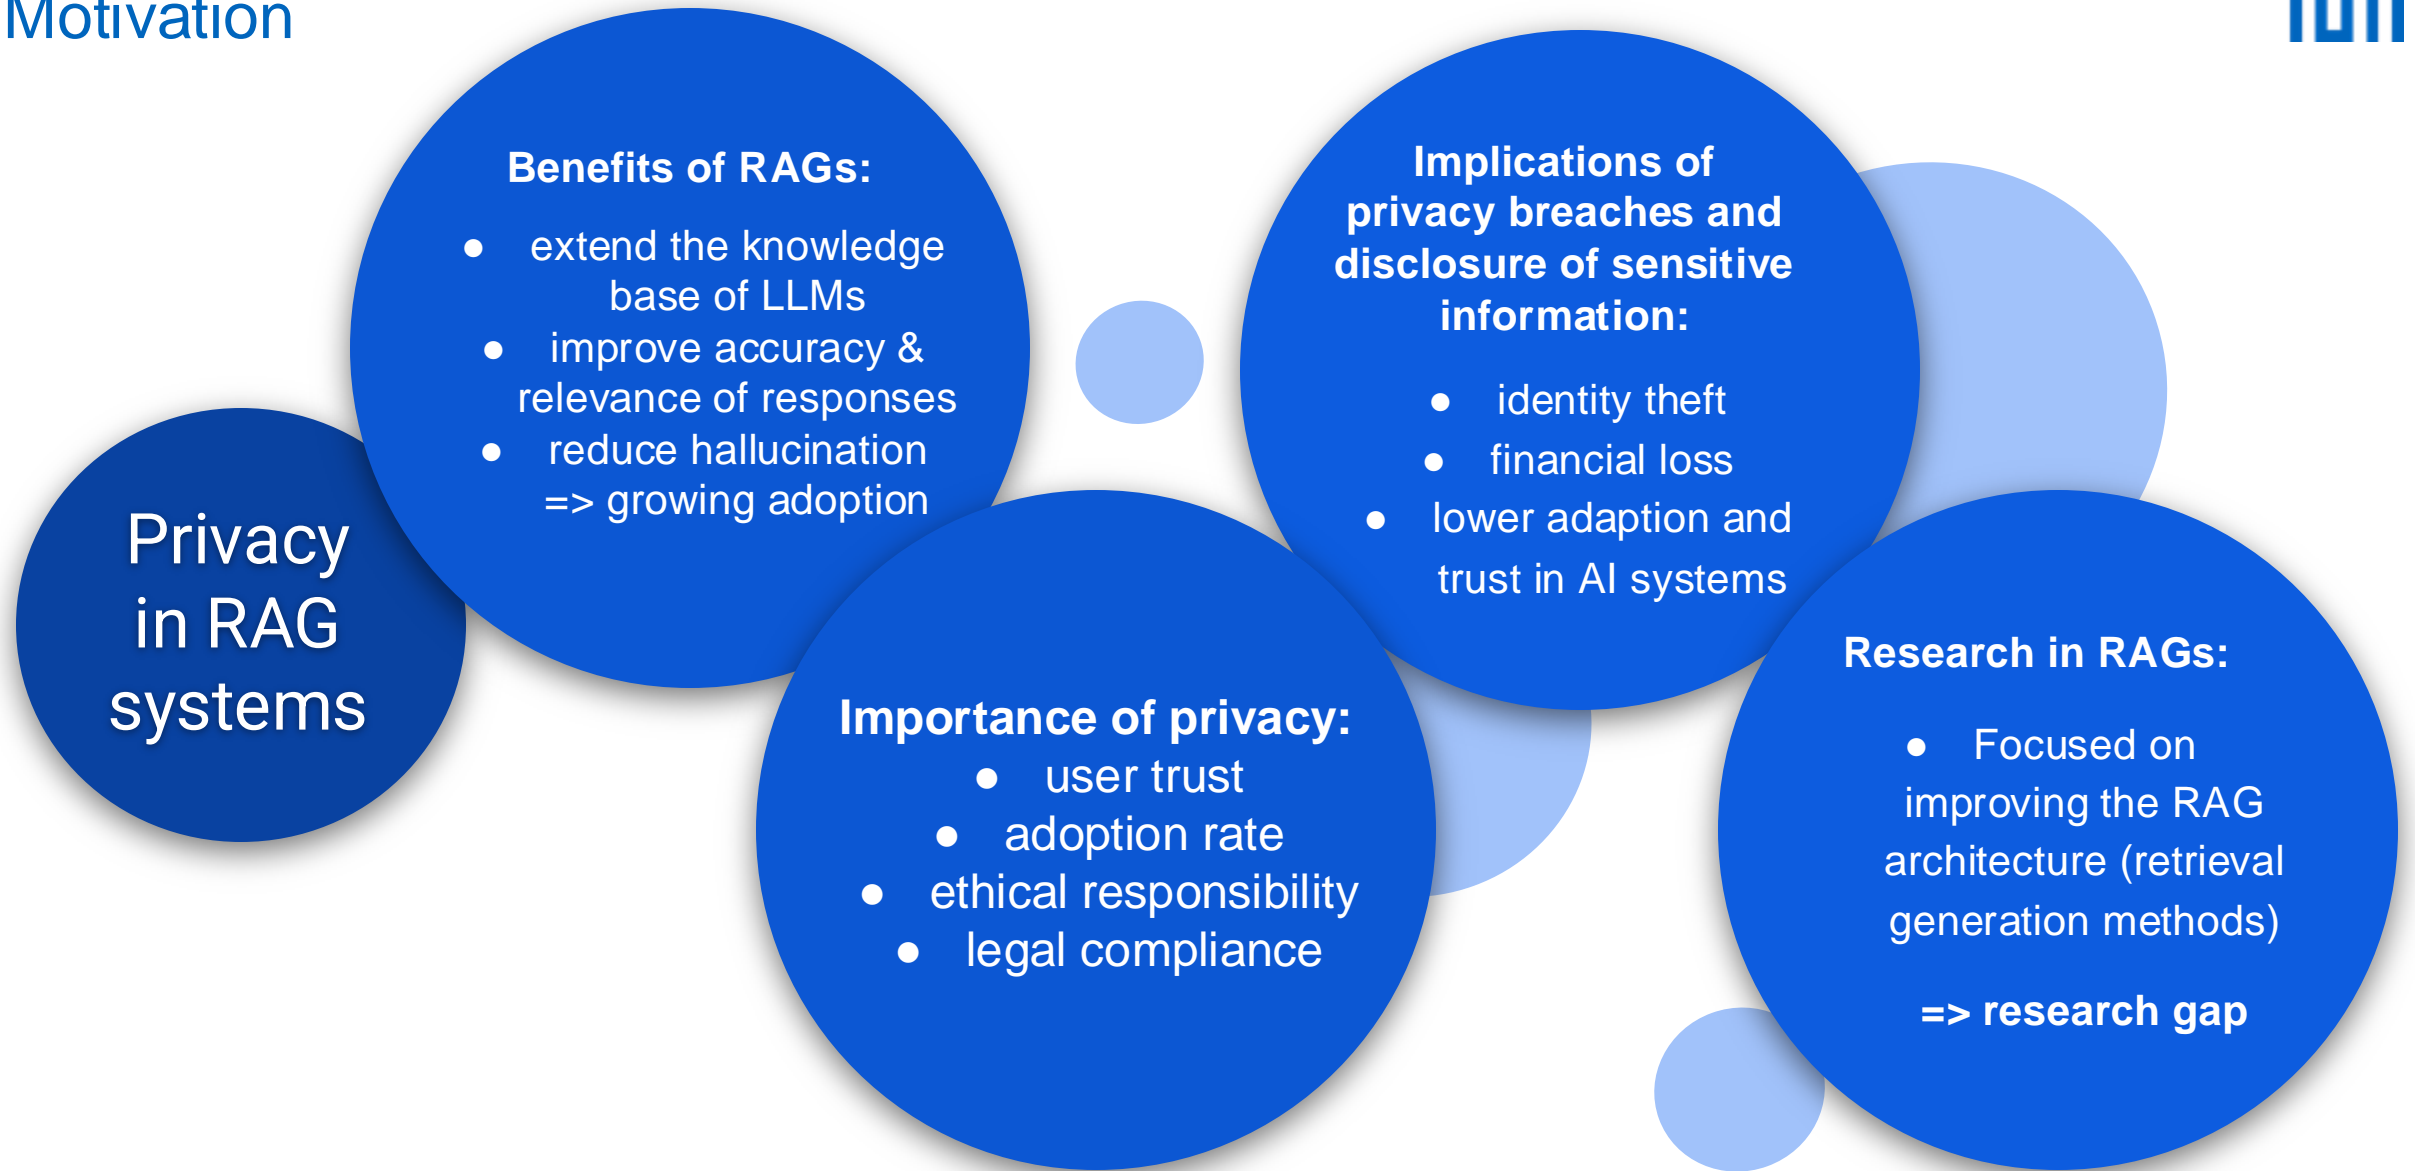 Motivation
Privacy
in RAG
systems
Benefits of RAGs:
● extend the knowledge
base of LLMs
● improve accuracy &
relevance of responses
● reduce hallucination
=> growing adoption
Importance of privacy:
● user trust
● adoption rate
● ethical responsibility
● legal compliance
Implications of
privacy breaches and
disclosure of sensitive
information:
● identity theft
● financial loss
● lower adaption and
trust in AI systems
Research in RAGs:
● Focused on
improving the RAG
architecture (retrieval
generation methods)
=> research gap